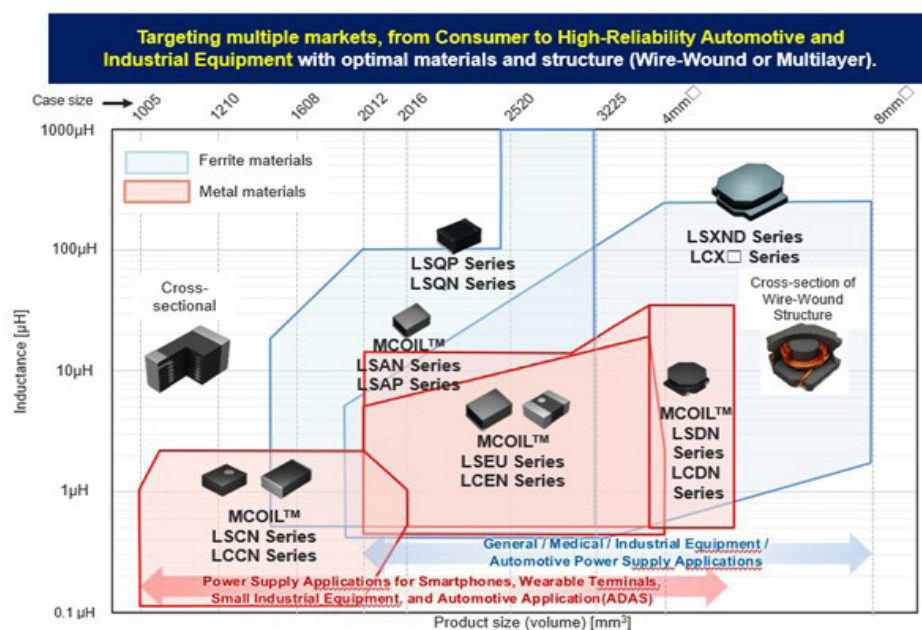 Targeting multiple markets, from Consumer to High-Reliability Automotive and
Industrial Equipment with optimal materials and structure (Wire-Wound or Multilayer).
Case size
1005
1210
1608
2012
2016
2520
3225
4mm□
8mm□
1000μH
Ferrite materials
Metal materials
100μH
LSQP Series
LSQN Series
LSXND Series
LCX□ Series
Cross-
sectional
Cross-section of
Wire-Wound
Structure
Inductance [μH]
MCOIL™
LSAN Series
LSAP Series
10μH
MCOIL™
LSEU Series
LCEN Series
MCOIL™
LSDN
Series
LCDN
Series
1μH
MCOIL™
LSCN Series
LCCN Series
General / Medical / Industrial Equipment /
Automotive Power Supply Applications
Power Supply Applications for Smartphones, Wearable Terminals,
Small Industrial Equipment, and Automotive Application(ADAS)
0.1 μH
Product size (volume) [mm³]